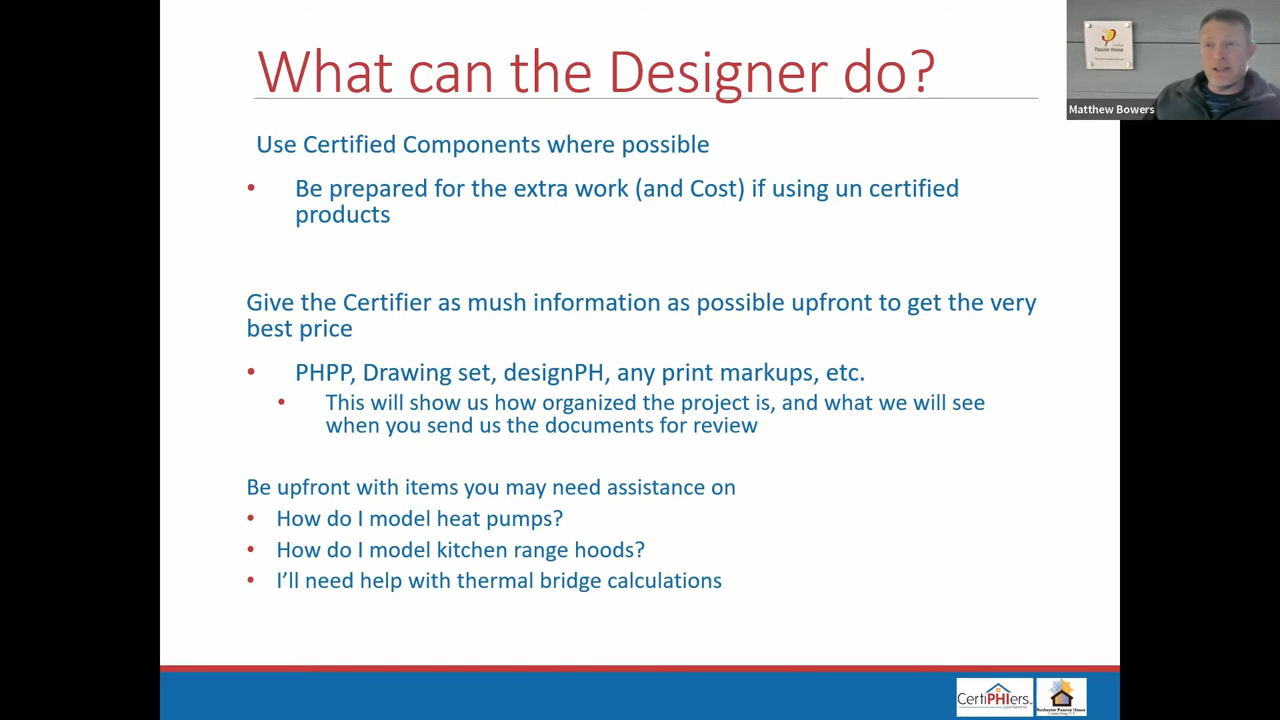 What can the Designer do?
Matthew Bowers
Passive House
Use Certified Components where possible
• Be prepared for the extra work (and Cost) if using un certified
products
Give the Certifier as mush information as possible upfront to get the very
best price
• PHPP, Drawing set, designPH, any print markups, etc.
• This will show us how organized the project is, and what we will see
when you send us the documents for review
Be upfront with items you may need assistance on
• How do I model heat pumps?
• How do I model kitchen range hoods?
• I’ll need help with thermal bridge calculations
CertiPHIers
Rochester Passive House